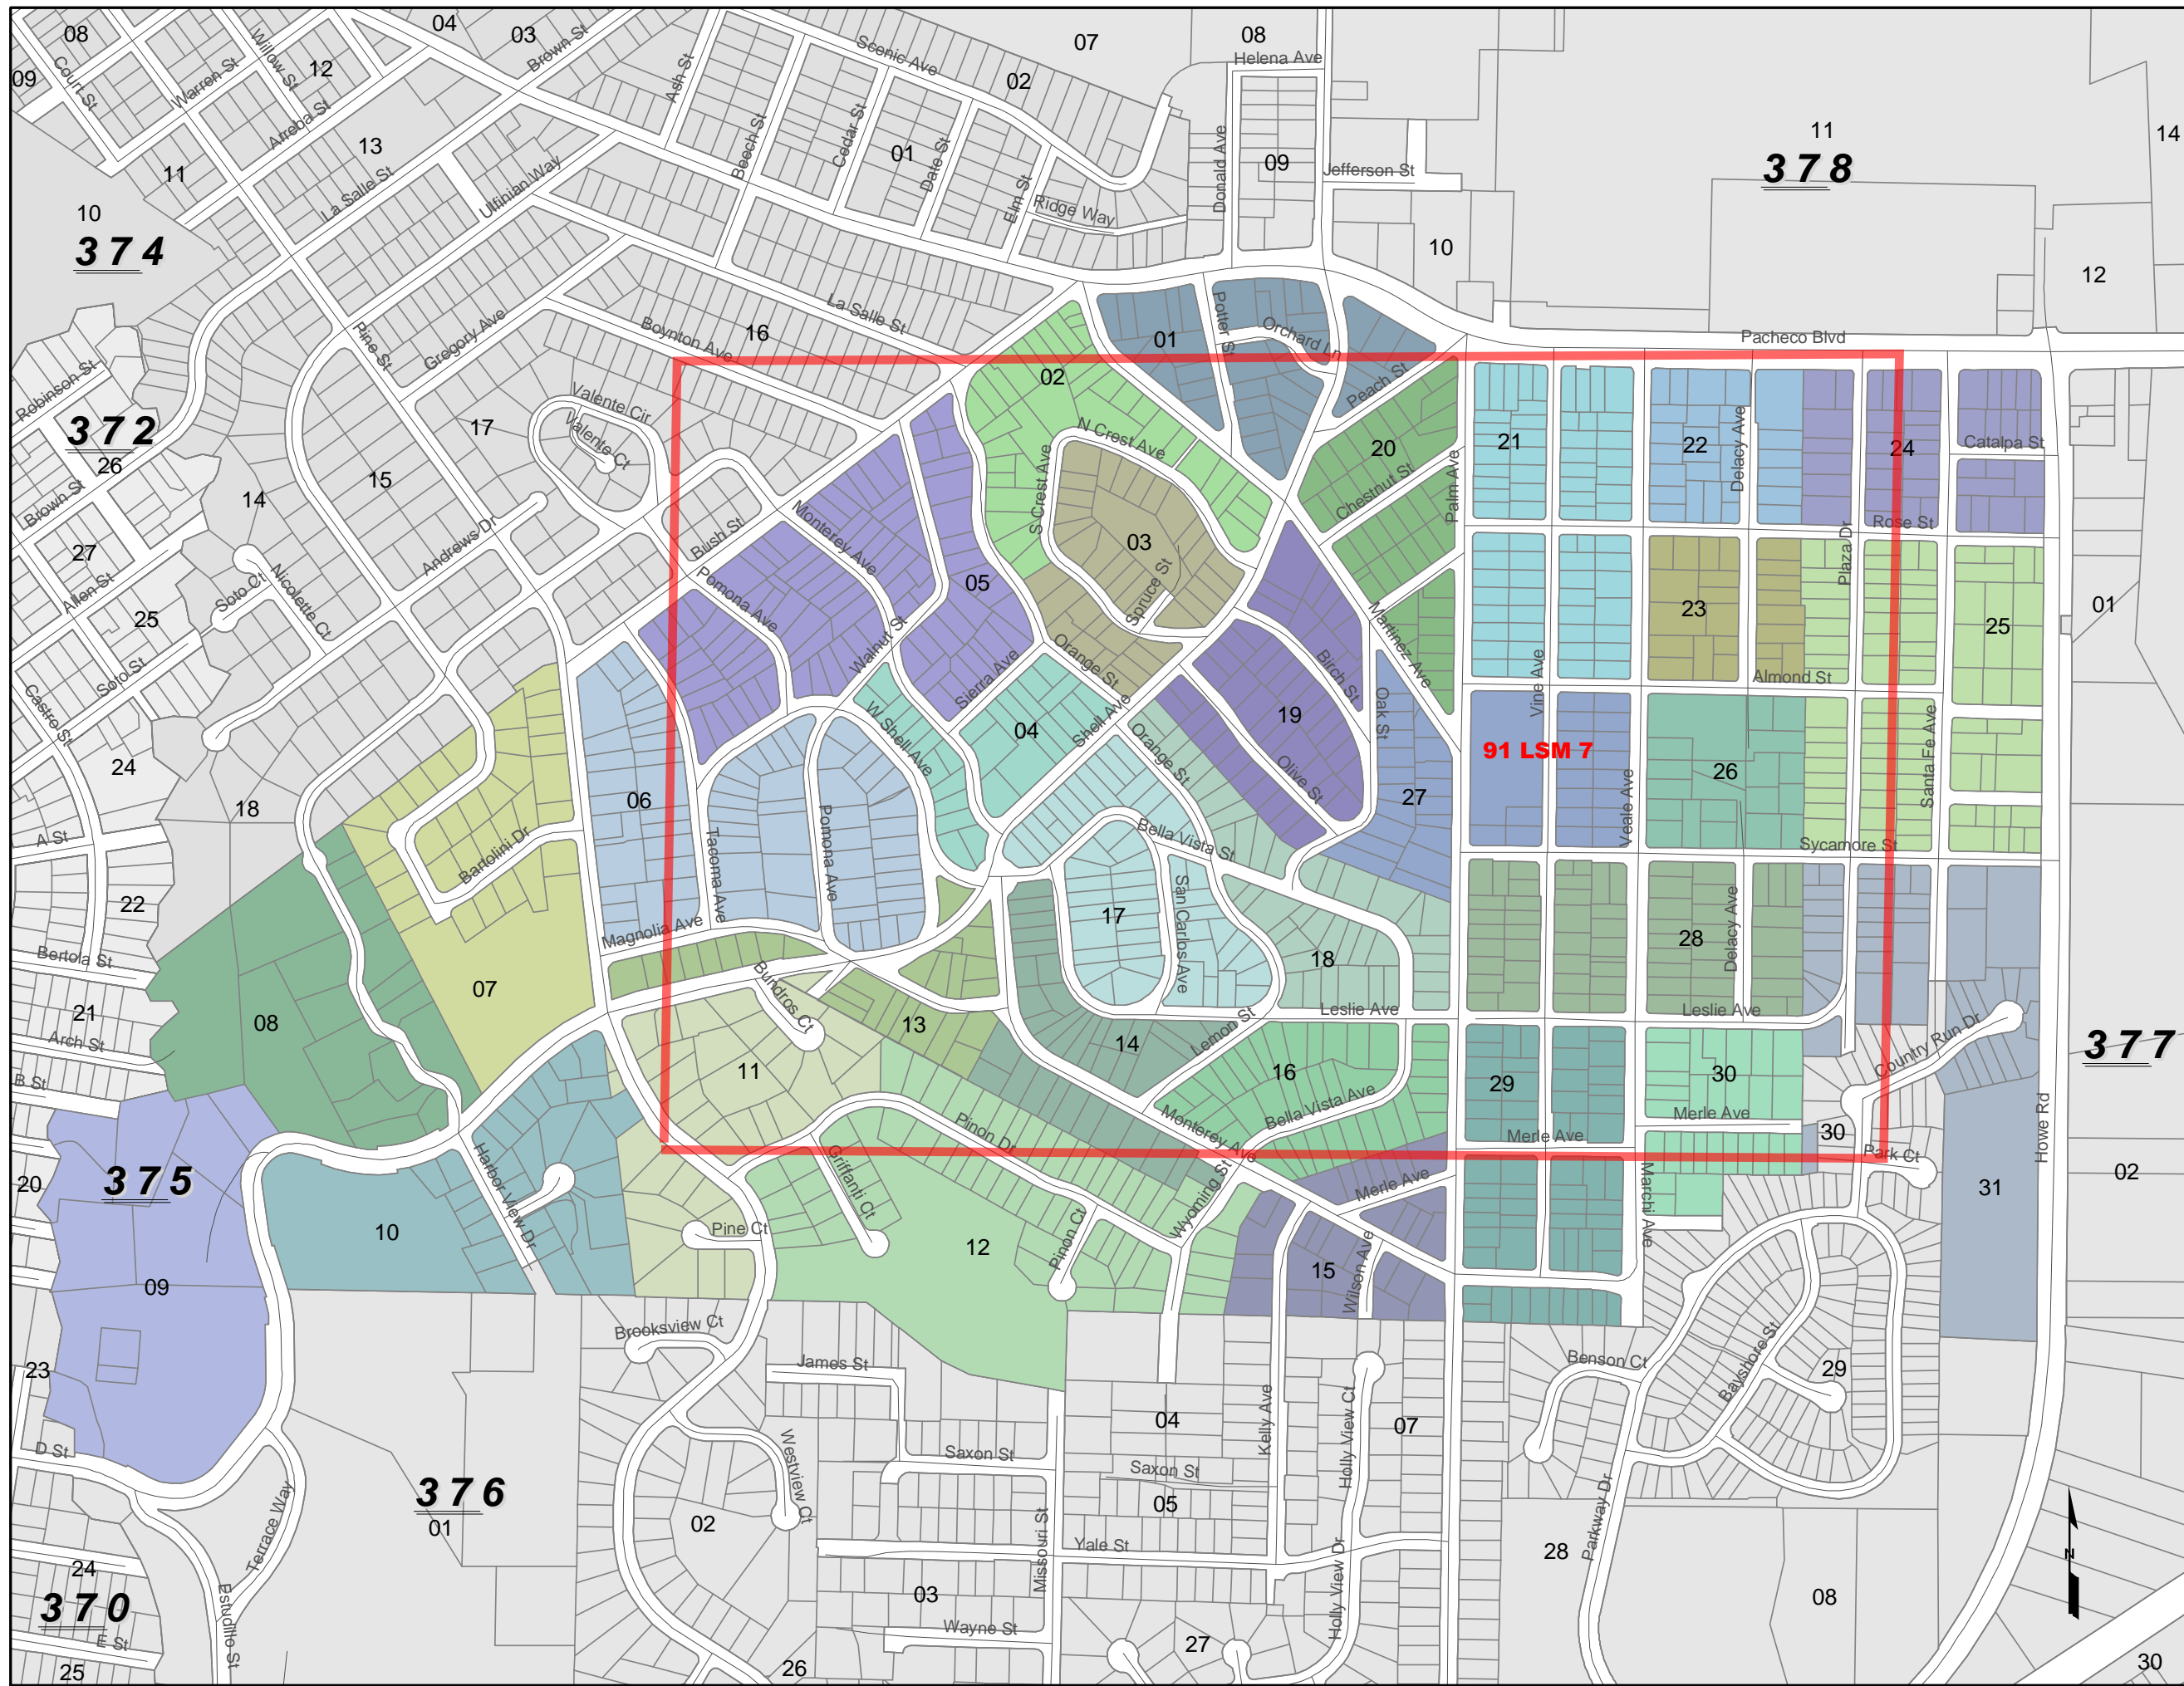 04
08
03
Brown St
07
08
Willow St
Scenic Ave
Helena Ave
Court St
12
09
Warren St
Ash St
02
11
14
Arreba St
Cedar St
378
13
Beech St
01
Date St
Donald Ave
09
Jefferson St
11
La Salle St
Ulfinian Way
Elm St
Ridge Way
10
374
10
12
La Salle St
Potter St
Orchard Ln
Boynton Ave
16
01
Pacheco Blvd
Pine St
Gregory Ave
02
Robinson St
Peach St
Valente Cir
372
17
Valente Ct
N Crest Ave
20
21
22
Delacy Ave
24
Catalpa St
26
15
S Crest Ave
Chestnut St
Palm Ave
Brown St
14
Monterey Ave
Bush St
03
Rose St
Andrews Dr
27
Pomona Ave
05
Spruce St
Plaza Dr
Allen St
Soto Ct
Nicolette Ct
23
01
25
25
Walnut St
Martinez Ave
Orange St
Birch St
Soto St
Sierra Ave
Almond St
Castro St
W Shell Ave
04
Shell Ave
19
Oak St
Vine Ave
91 LSM 7
24
Orange St
Olive St
26
Santa Fe Ave
18
06
27
Veale Ave
A St
Bartolini Dr
Tacoma Ave
Pomona Ave
Bella Vista St
Sycamore St
22
17
San Carlos Ave
28
Delacy Ave
Magnolia Ave
18
Bertola St
07
Bundros Ct
21
08
13
Leslie Ave
Leslie Ave
Arch St
14
Lemon St
377
Country Run Dr
B St
11
16
29
30
Bella Vista Ave
Merle Ave
Pinon Dr
Monterey Ave
Merle Ave
30
Howe Rd
Park Ct
375
Harbor View Dr
Griffanti Ct
Merle Ave
20
02
31
Pine Ct
10
12
Pinon Ct
Wyoming St
15
Wilson Ave
Marchi Ave
09
Brooksview Ct
James St
Benson Ct
23
Bayshore St
29
04
07
D St
Westview Ct
Saxon St
Kelly Ave
Holly View Ct
Saxon St
376
05
01
02
Terrace Way
Missouri St
Yale St
Parkway Dr
28
N
24
370
03
Holly View Dr
08
Estudillo St
Wayne St
E St
27
25
26
30